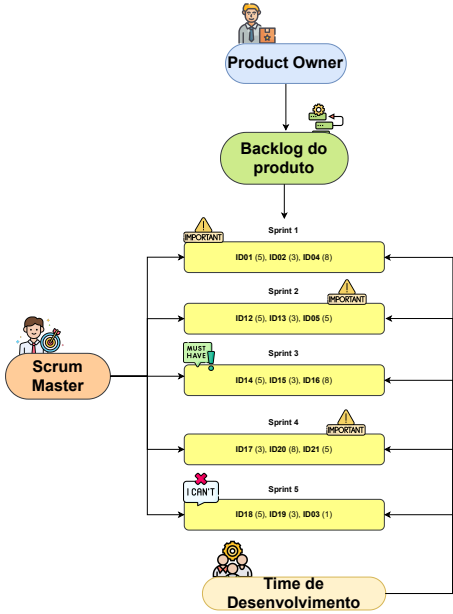 Product Owner
Backlog do
produto
Sprint 1
IMPORTANT
ID01 (5), ID02 (3), ID04 (8)
Sprint 2
IMPORTANT
ID12 (5), ID13 (3), ID05 (5)
Sprint 3
MUST
HAVE
ID14 (5), ID15 (3), ID16 (8)
Scrum
Master
Sprint 4
IMPORTANT
ID17 (3), ID20 (8), ID21 (5)
Sprint 5
I CAN'T
ID18 (5), ID19 (3), ID03 (1)
Time de
Desenvolvimento